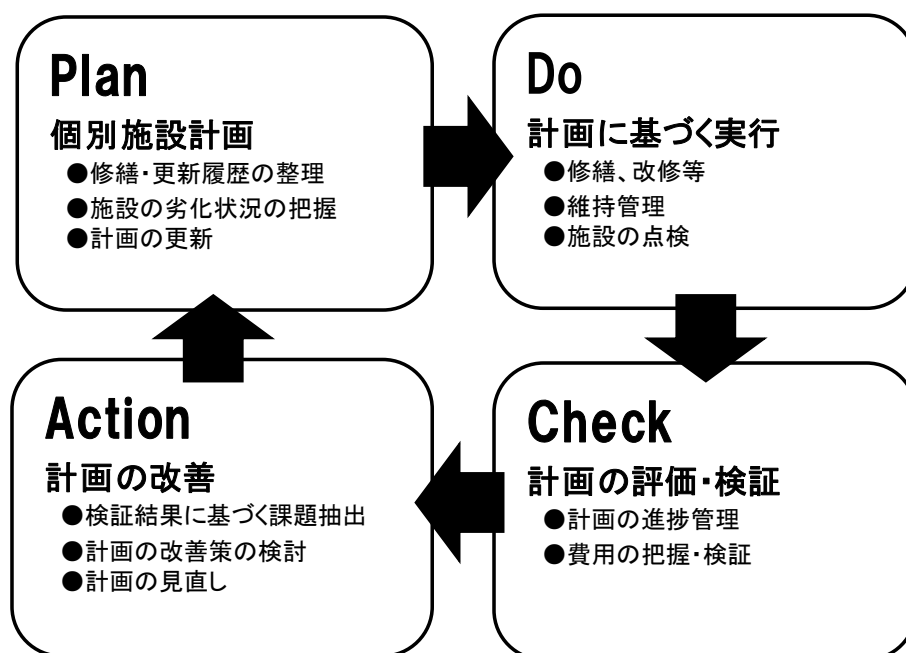 Plan
個別施設計画
●修繕・更新履歴の整理
●施設の劣化状況の把握
●計画の更新
Do
計画に基づく実行
●修繕、改修等
●維持管理
●施設の点検
Action
計画の改善
●検証結果に基づく課題抽出
●計画の改善策の検討
●計画の見直し
Check
計画の評価・検証
●計画の進捗管理
●費用の把握・検証